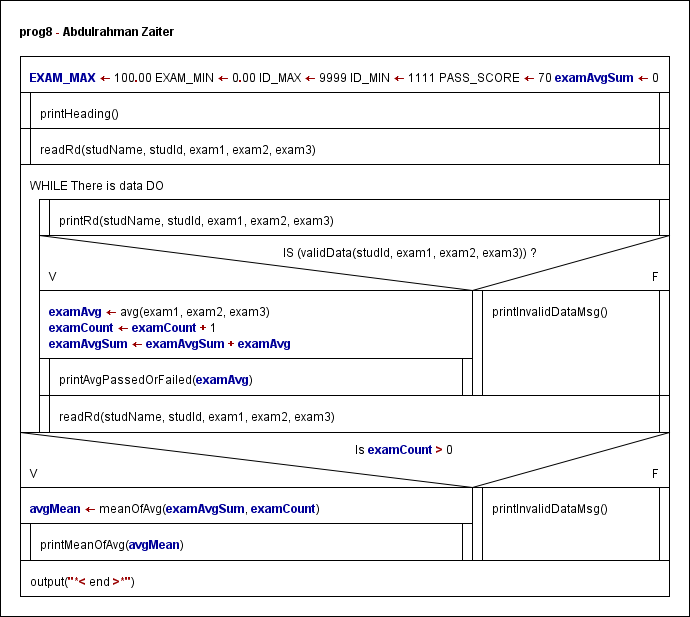 prog8 - Abdulrahman Zaiter
EXAM_MAX ← 100.00 EXAM_MIN ← 0.00 ID_MAX ← 9999 ID_MIN ← 1111 PASS_SCORE ← 70 examAvgSum ← 0
printHeading()
readRd(studName, studId, exam1, exam2, exam3)
WHILE There is data DO
printRd(studName, studId, exam1, exam2, exam3)
IS (validData(studId, exam1, exam2, exam3)) ?
V
F
examAvg ← avg(exam1, exam2, exam3)
examCount ← examCount + 1
examAvgSum ← examAvgSum + examAvg
printInvalidDataMsg()
printAvgPassedOrFailed(examAvg)
readRd(studName, studId, exam1, exam2, exam3)
Is examCount > 0
V
F
avgMean ← meanOfAvg(examAvgSum, examCount)
printInvalidDataMsg()
printMeanOfAvg(avgMean)
output("*< end >*")